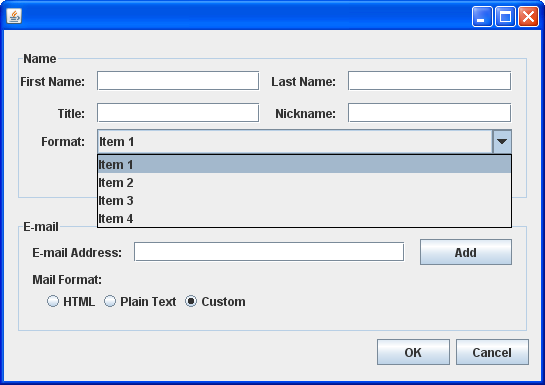 Name
First Name: Last Name:
Title: Nickname:
Format: Item 1
Item 1
Item 2
Item 3
Item 4
E-mail
E-mail Address: Add
Mail Format:
HTML Plain Text Custom
OK Cancel